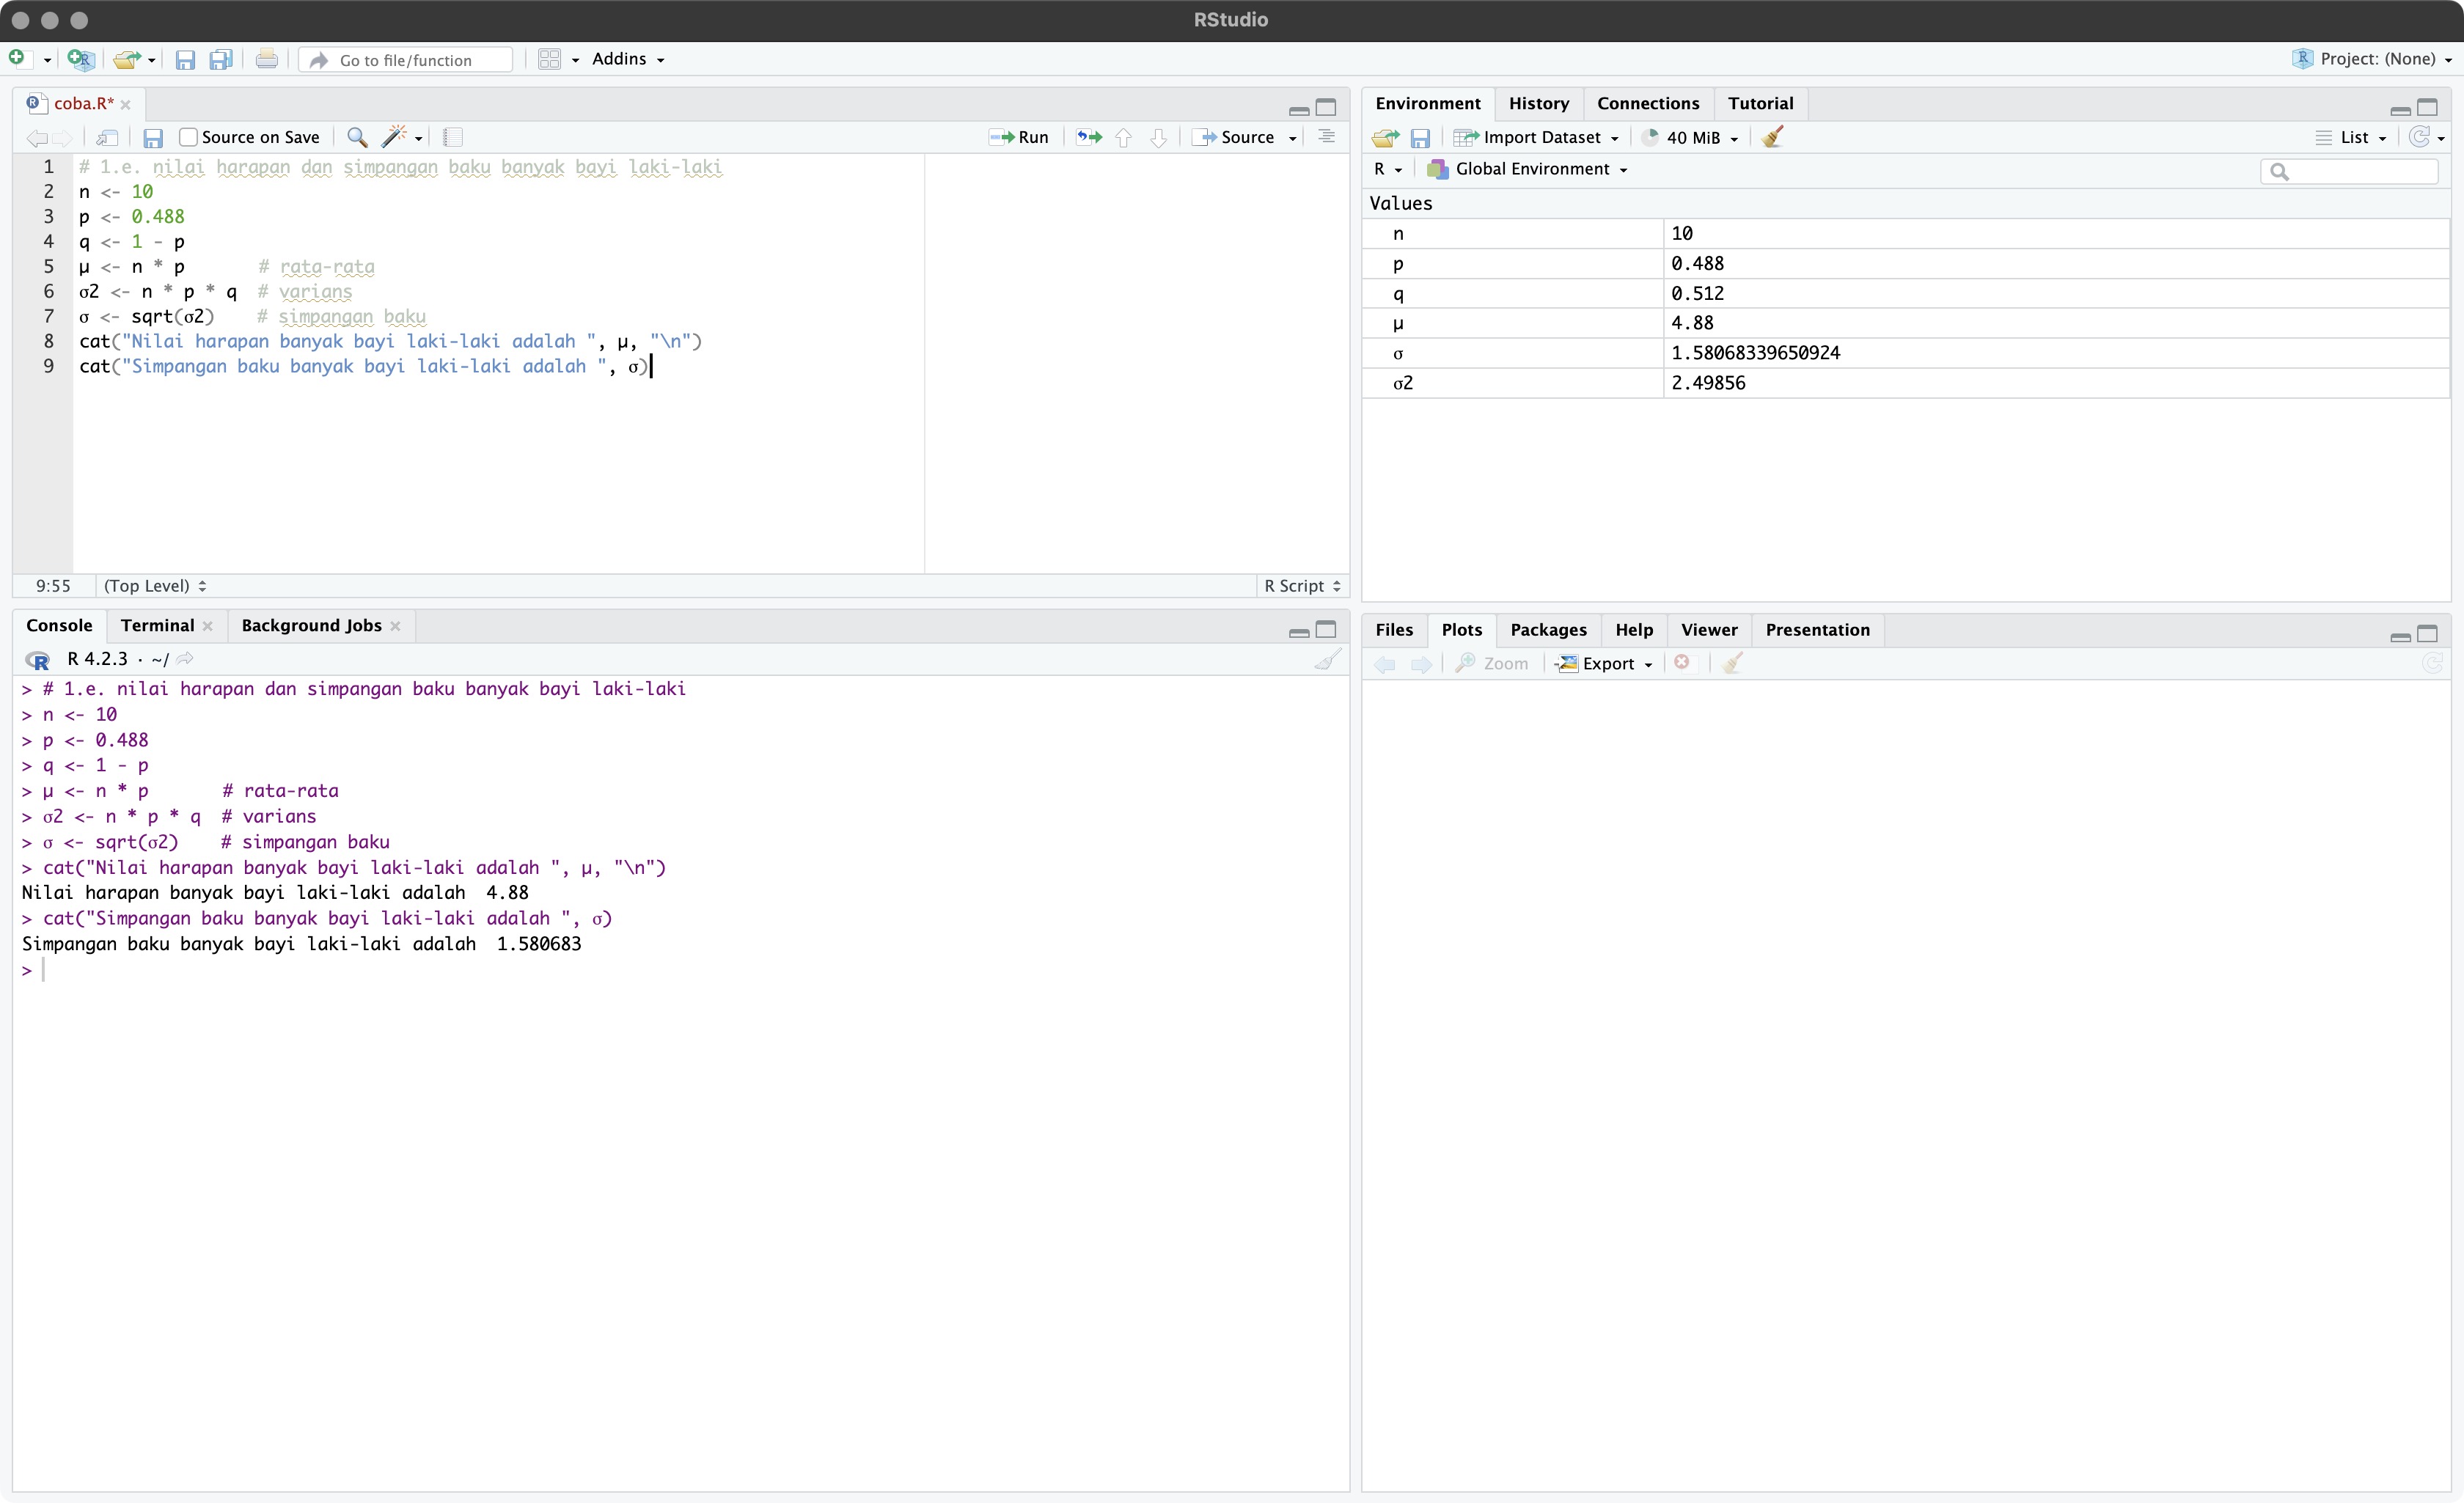 RStudio
Go to file/function
Addins
Project: (None)
coba.R*
Source on Save
Run
Source
1 # 1.e. nilai harapan dan simpangan baku banyak bayi laki-laki
2 n <- 10
3 p <- 0.488
4 q <- 1 - p
5 μ <- n * p       # rata-rata
6 σ2 <- n * p * q  # varians
7 σ <- sqrt(σ2)    # simpangan baku
8 cat("Nilai harapan banyak bayi laki-laki adalah ", μ, "\n")
9 cat("Simpangan baku banyak bayi laki-laki adalah ", σ)
9:55 (Top Level) R Script
Console Terminal Background Jobs
R 4.2.3 · ~/
> # 1.e. nilai harapan dan simpangan baku banyak bayi laki-laki
> n <- 10
> p <- 0.488
> q <- 1 - p
> μ <- n * p       # rata-rata
> σ2 <- n * p * q  # varians
> σ <- sqrt(σ2)    # simpangan baku
> cat("Nilai harapan banyak bayi laki-laki adalah ", μ, "\n")
Nilai harapan banyak bayi laki-laki adalah  4.88
> cat("Simpangan baku banyak bayi laki-laki adalah ", σ)
Simpangan baku banyak bayi laki-laki adalah  1.580683
>
Environment History Connections Tutorial
Import Dataset 40 MiB List
R Global Environment
Values
n 10
p 0.488
q 0.512
μ 4.88
σ 1.58068339650924
σ2 2.49856
Files Plots Packages Help Viewer Presentation
Zoom Export